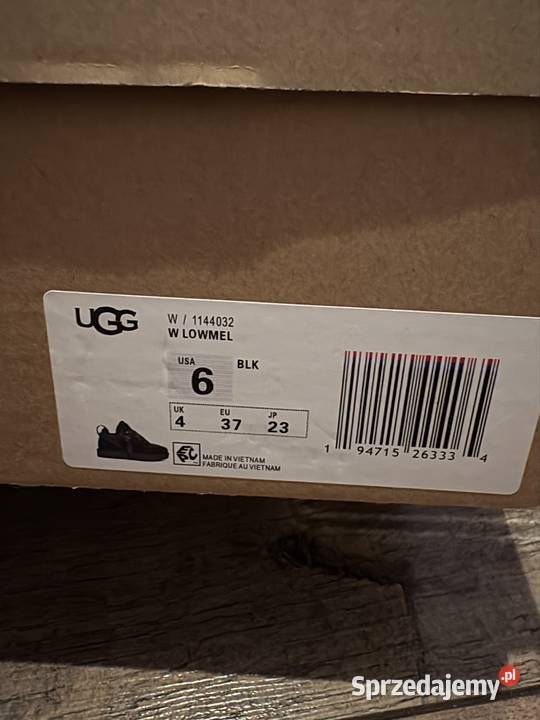 UGG
W / 1144032
W LOWMEL
USA
6
BLK
UK EU JP
4 37 23
MADE IN VIETNAM
FABRIQUE AU VIETNAM
1 94715 26333 4
Sprzedajemy.pl